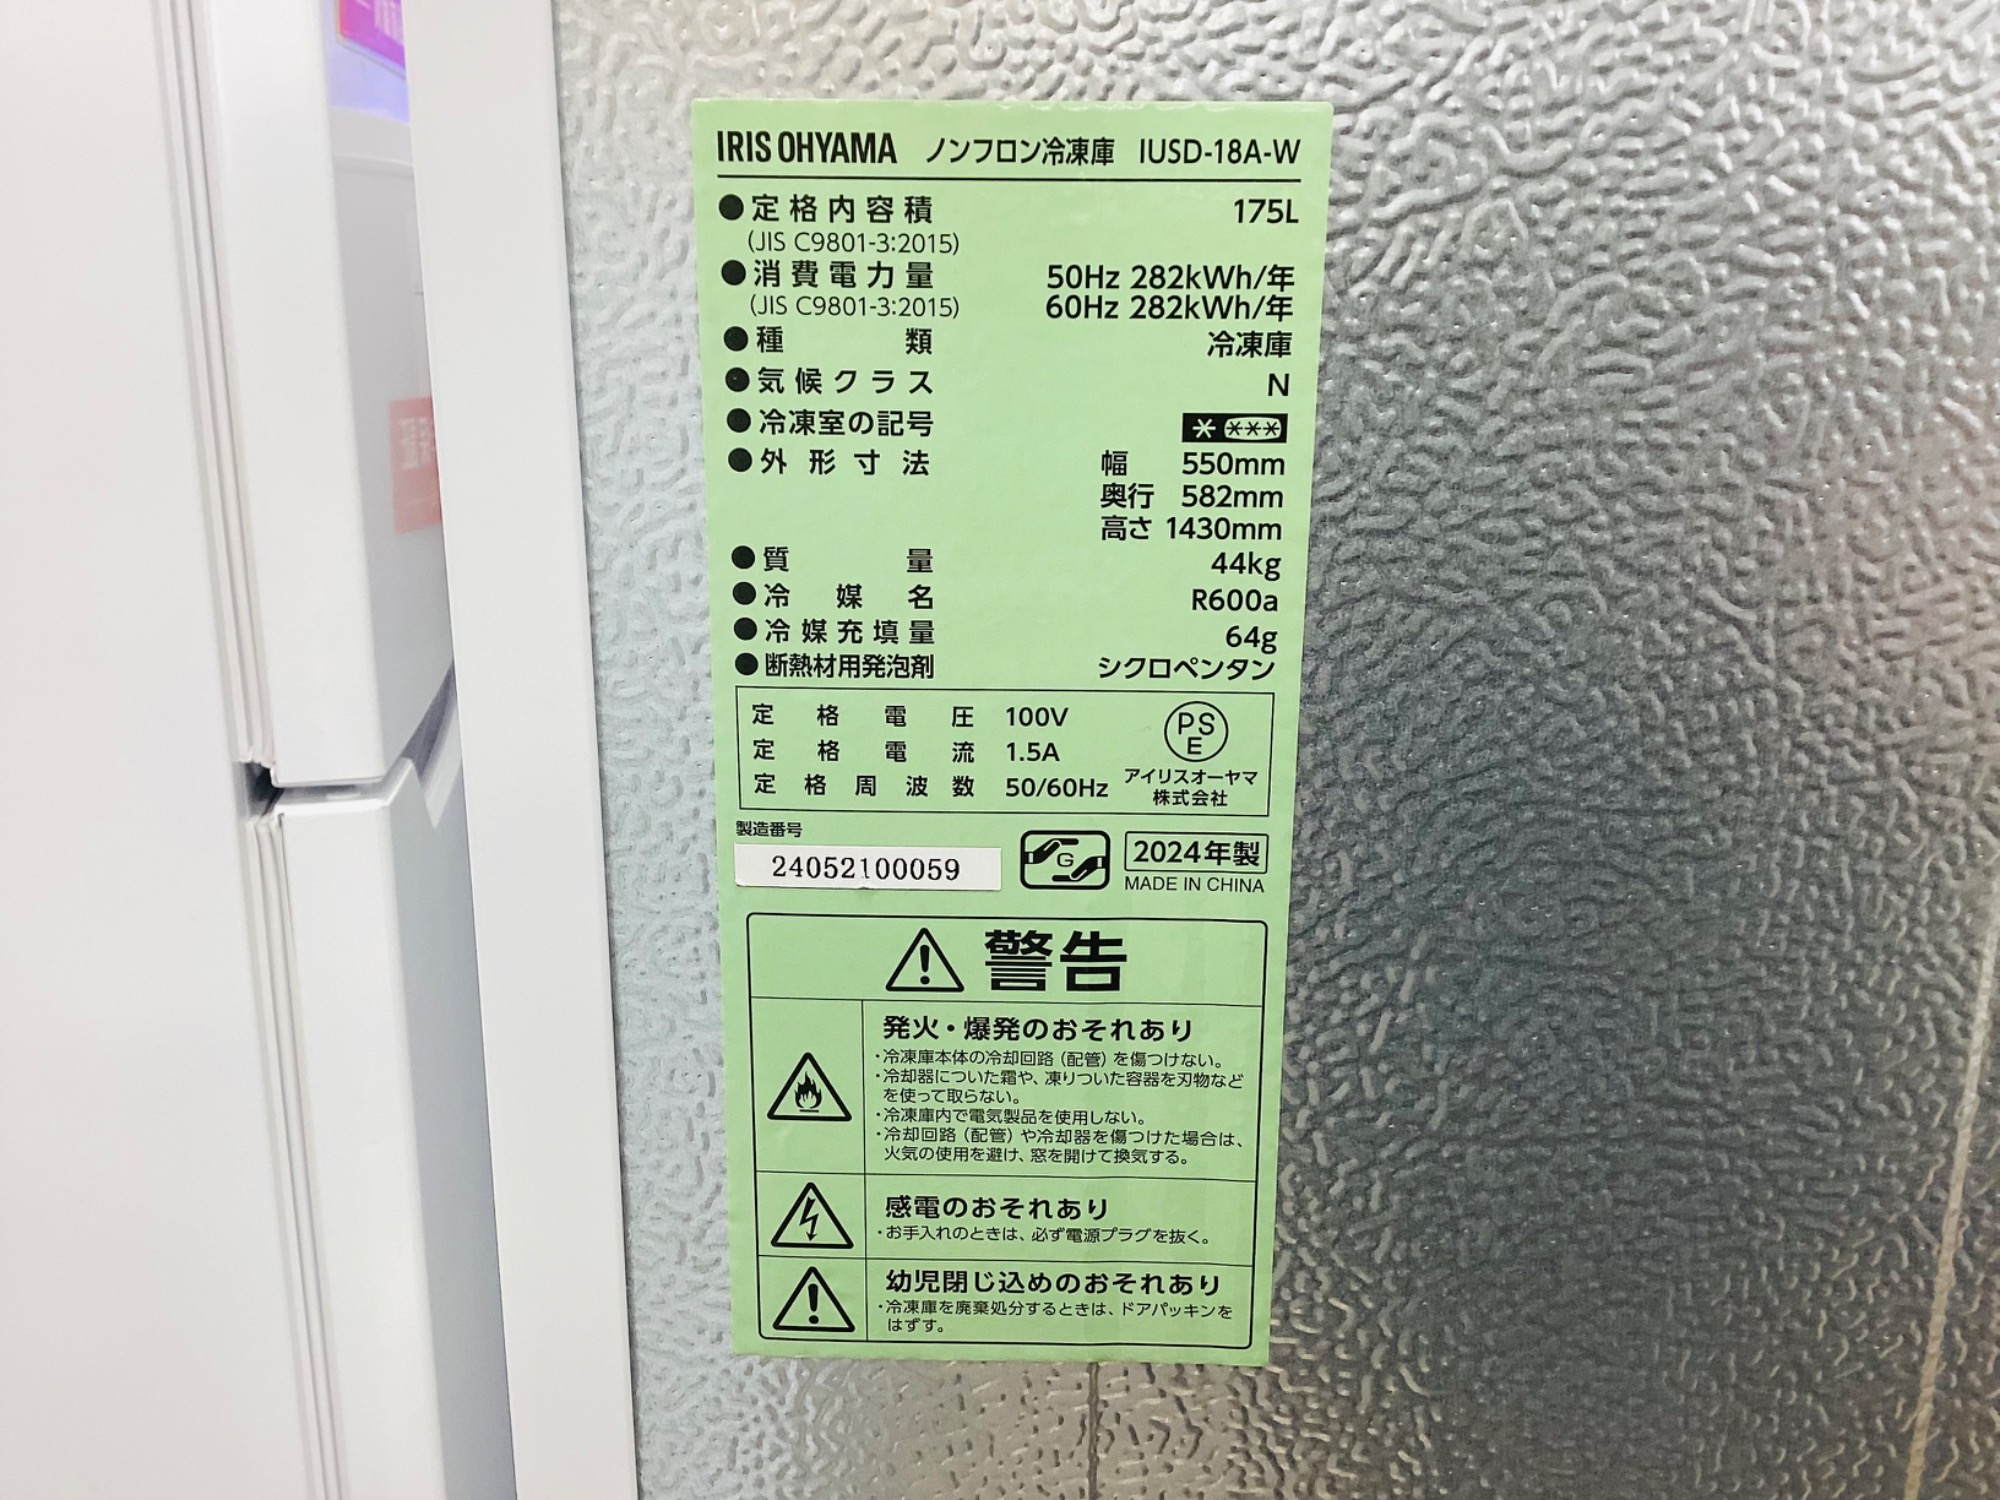 IRIS OHYAMA ノンフロン冷凍庫 IUSD-18A-W
●定格内容積 175L
(JIS C9801-3:2015)
●消費電力量 50Hz 282kWh/年
(JIS C9801-3:2015) 60Hz 282kWh/年
●種類 冷凍庫
●気候クラス N
●冷凍室の記号
●外形寸法 幅 550mm
奥行 582mm
高さ 1430mm
●質量 44kg
●冷媒名 R600a
●冷媒充填量 64g
●断熱材用発泡剤 シクロペンタン
定格電圧 100V
定格電流 1.5A
定格周波数 50/60Hz
PS
E
アイリスオーヤマ
株式会社
製造番号
24052100059
G
2024年製
MADE IN CHINA
警告
発火・爆発のおそれあり
・冷凍庫本体の冷却回路(配管)を傷つけない。
・冷却器についた霜や、凍りついた容器を刃物など
を使って取らない。
・冷凍庫内で電気製品を使用しない。
・冷却回路(配管)や冷却器を傷つけた場合は、
火気の使用を避け、窓を開けて換気する。
感電のおそれあり
・お手入れのときは、必ず電源プラグを抜く。
幼児閉じ込めのおそれあり
・冷凍庫を廃棄処分するときは、ドアパッキンを
はずす。